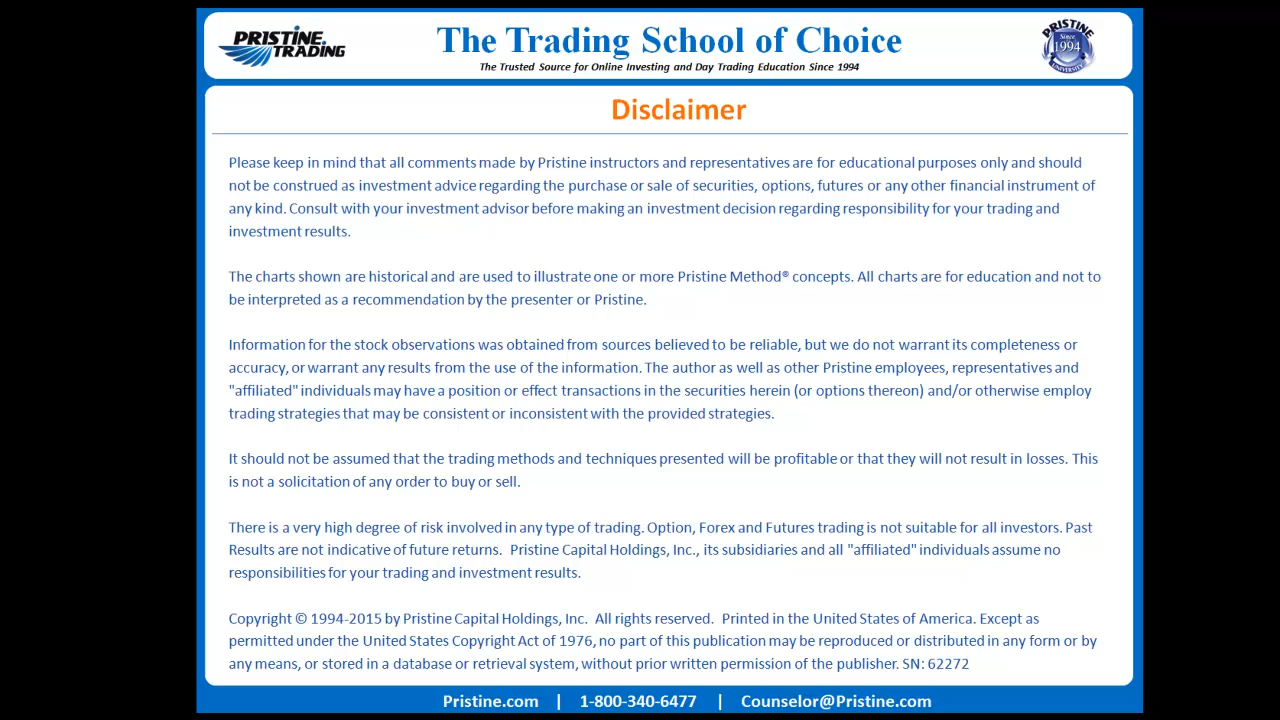 PRISTINE.
TRADING
The Trading School of Choice
The Trusted Source for Online Investing and Day Trading Education Since 1994
PRISTINE
Since
1994
UNIVERSITY
Disclaimer
Please keep in mind that all comments made by Pristine instructors and representatives are for educational purposes only and should
not be construed as investment advice regarding the purchase or sale of securities, options, futures or any other financial instrument of
any kind. Consult with your investment advisor before making an investment decision regarding responsibility for your trading and
investment results.
The charts shown are historical and are used to illustrate one or more Pristine Method® concepts. All charts are for education and not to
be interpreted as a recommendation by the presenter or Pristine.
Information for the stock observations was obtained from sources believed to be reliable, but we do not warrant its completeness or
accuracy, or warrant any results from the use of the information. The author as well as other Pristine employees, representatives and
"affiliated" individuals may have a position or effect transactions in the securities herein (or options thereon) and/or otherwise employ
trading strategies that may be consistent or inconsistent with the provided strategies.
It should not be assumed that the trading methods and techniques presented will be profitable or that they will not result in losses. This
is not a solicitation of any order to buy or sell.
There is a very high degree of risk involved in any type of trading. Option, Forex and Futures trading is not suitable for all investors. Past
Results are not indicative of future returns.  Pristine Capital Holdings, Inc., its subsidiaries and all "affiliated" individuals assume no
responsibilities for your trading and investment results.
Copyright © 1994-2015 by Pristine Capital Holdings, Inc.  All rights reserved.  Printed in the United States of America. Except as
permitted under the United States Copyright Act of 1976, no part of this publication may be reproduced or distributed in any form or by
any means, or stored in a database or retrieval system, without prior written permission of the publisher. SN: 62272
Pristine.com | 1-800-340-6477 | Counselor@Pristine.com